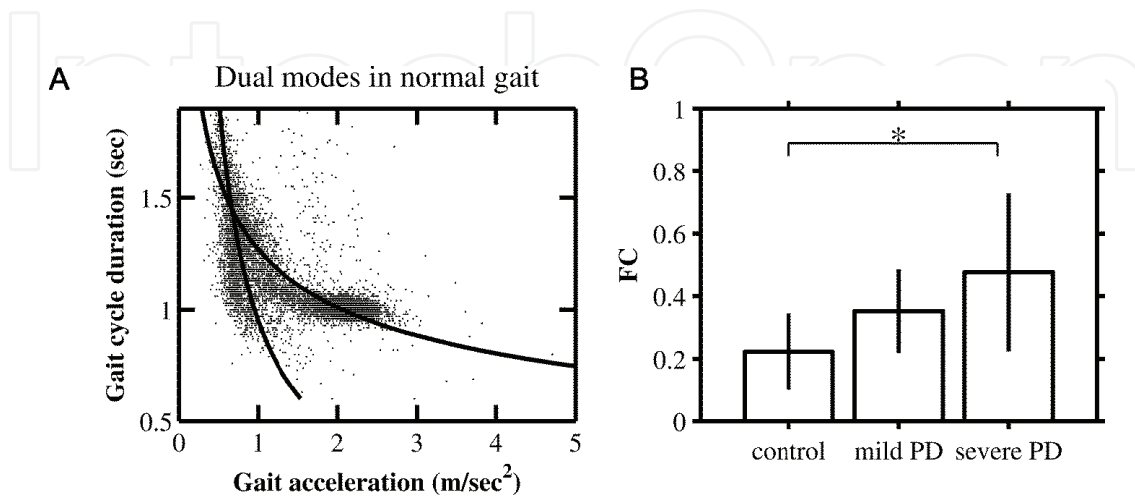 IntechOpen
A
Dual modes in normal gait
Gait cycle duration (sec)
1.5
1
0.5
0
1
2
3
4
5
Gait acceleration (m/sec²)
B
*
FC
1
0.8
0.6
0.4
0.2
0
control
mild PD
severe PD